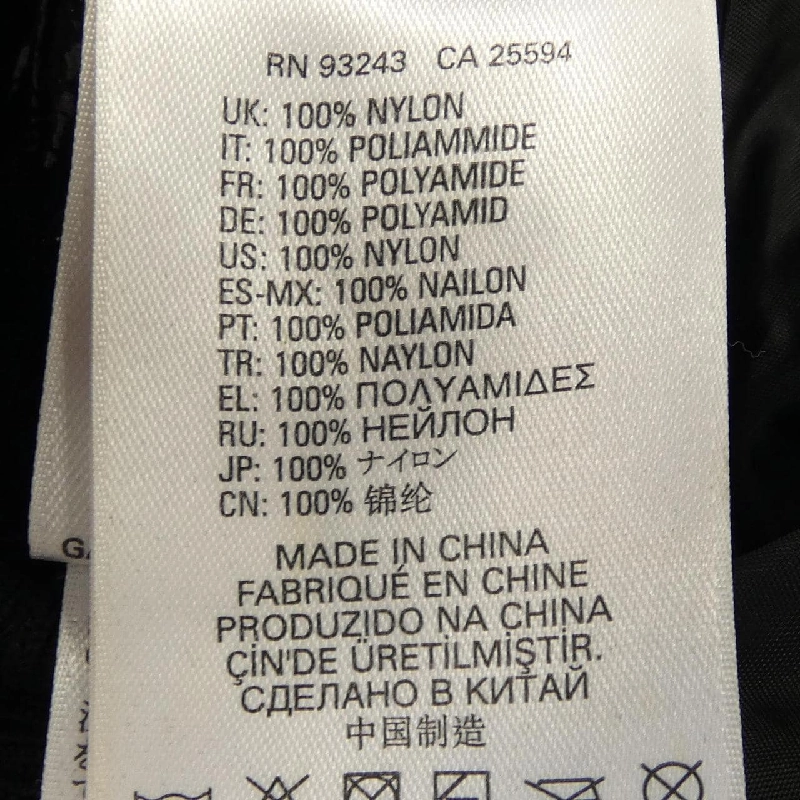 RN 93243 CA 25594
UK: 100% NYLON
IT: 100% POLIAMMIDE
FR: 100% POLYAMIDE
DE: 100% POLYAMID
US: 100% NYLON
ES-MX: 100% NAILON
PT: 100% POLIAMIDA
TR: 100% NAYLON
EL: 100% ΠΟΛΥΑΜΙΔΕΣ
RU: 100% НЕЙЛОН
JP: 100% ナイロン
CN: 100% 锦纶
MADE IN CHINA
FABRIQUÉ EN CHINE
PRODUZIDO NA CHINA
ÇİN'DE ÜRETİLMİŞTİR.
СДЕЛАНО В КИТАЙ
中国制造